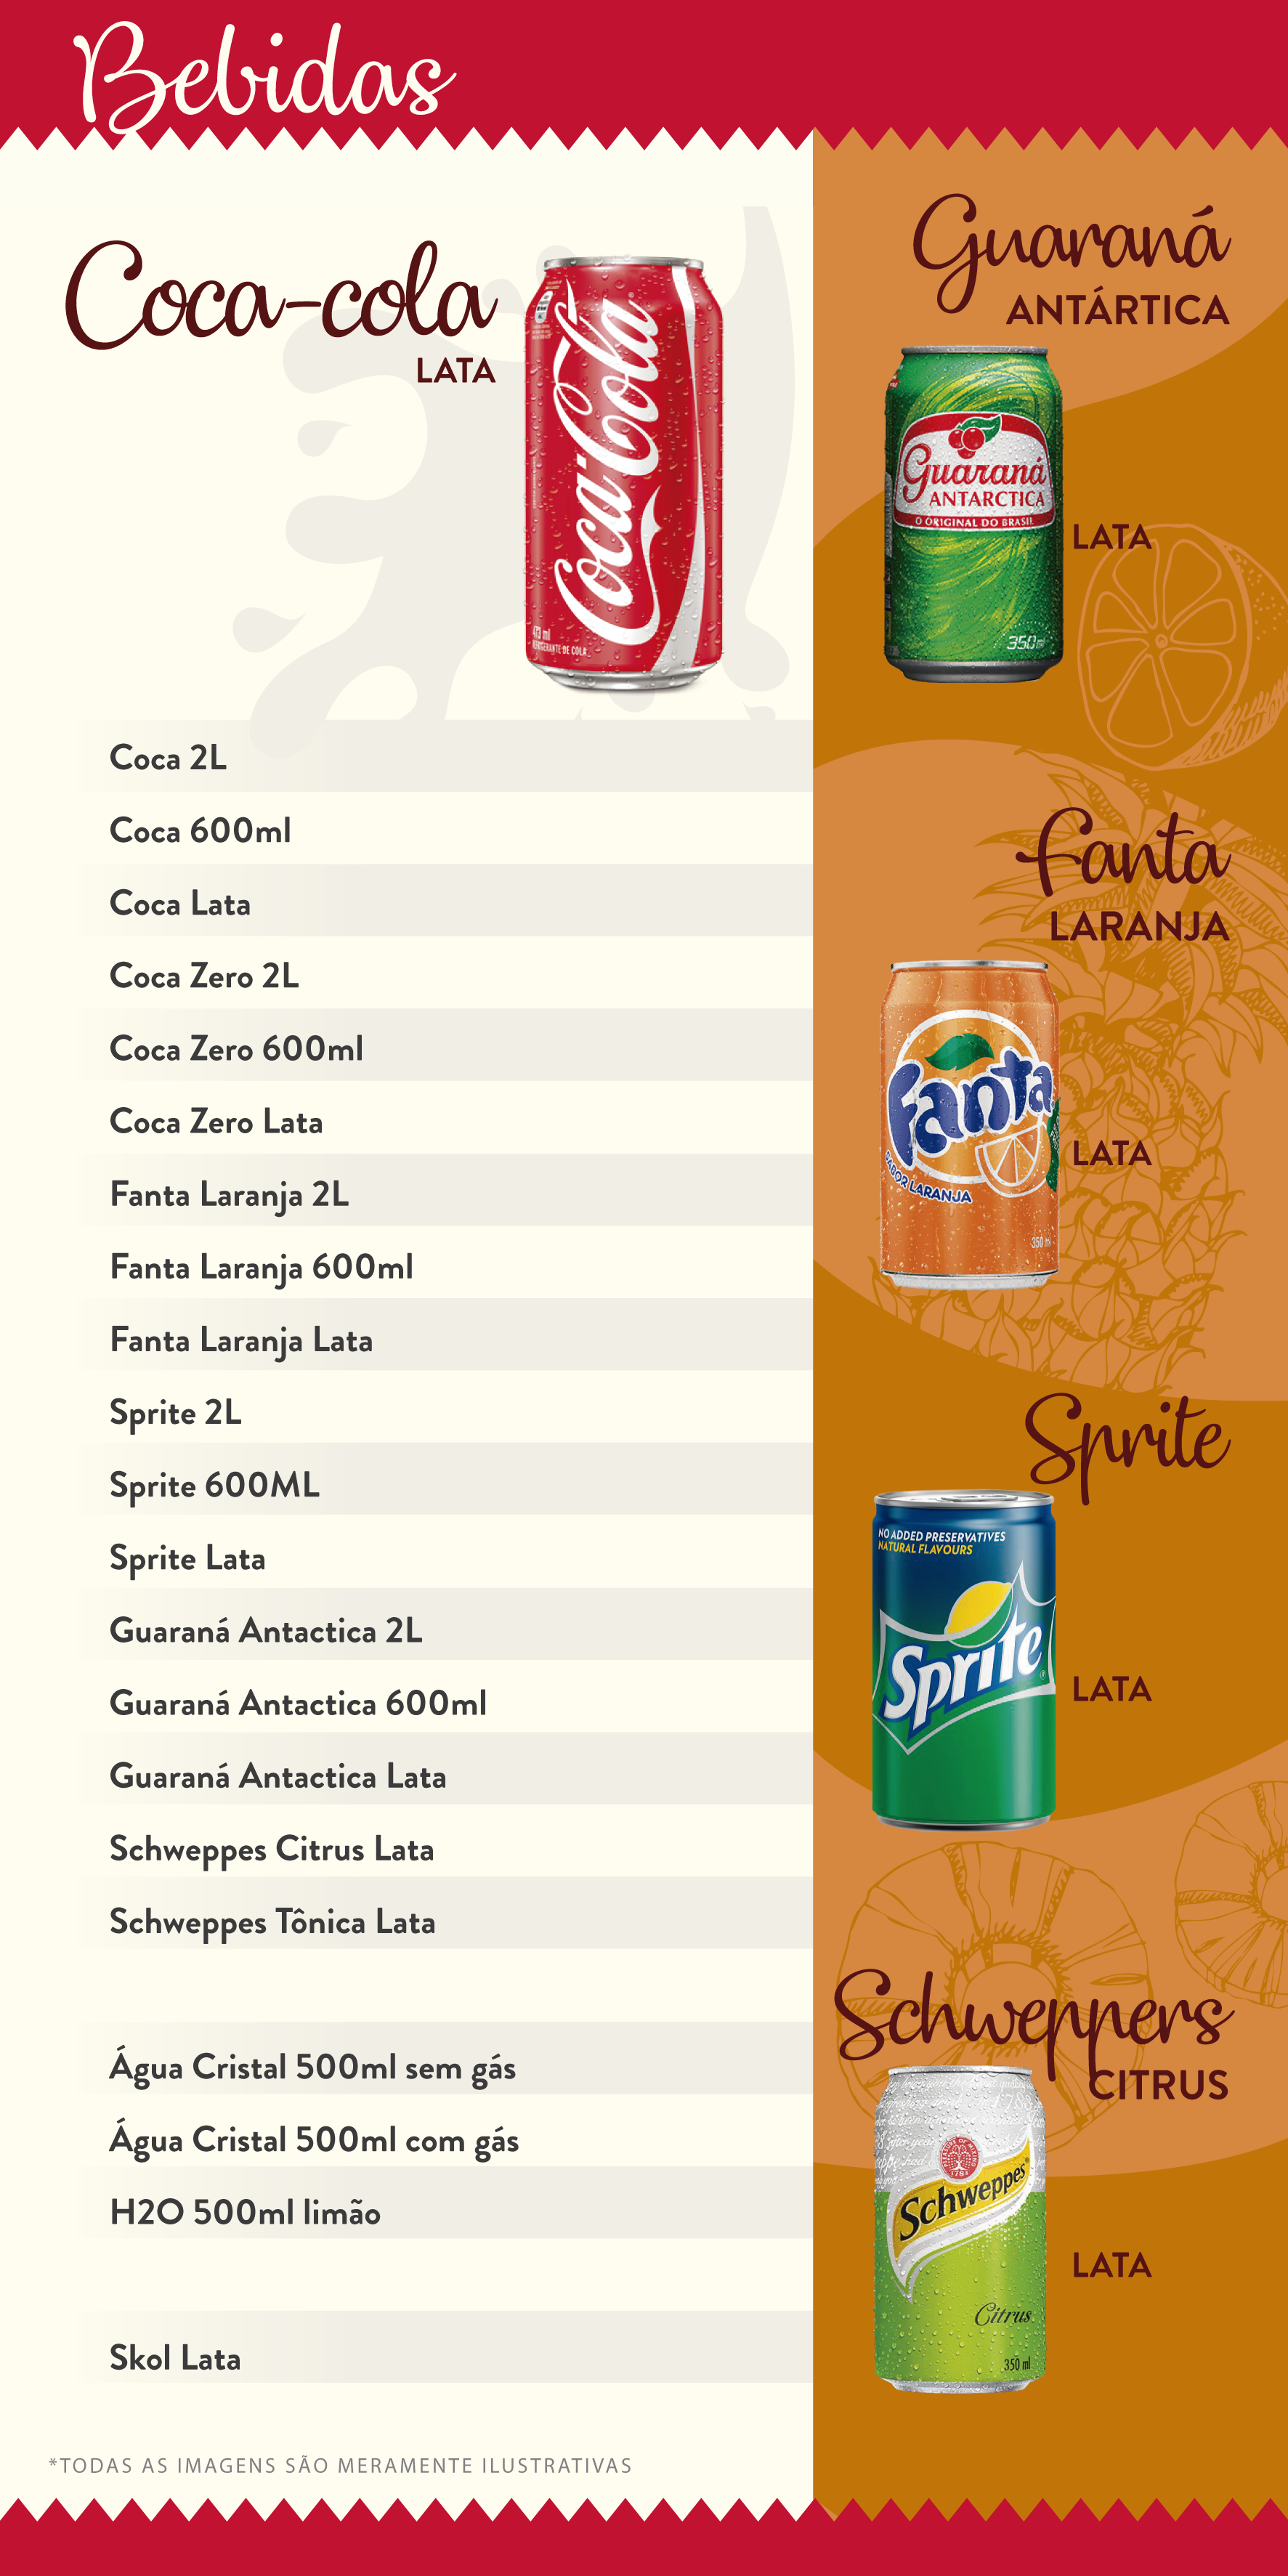 Bebidas
Coca-cola
LATA
Coca-Cola
473 ml
REFRIGERANTE DE COLA
Coca 2L
Coca 600ml
Coca Lata
Coca Zero 2L
Coca Zero 600ml
Coca Zero Lata
Fanta Laranja 2L
Fanta Laranja 600ml
Fanta Laranja Lata
Sprite 2L
Sprite 600ML
Sprite Lata
Guaraná Antactica 2L
Guaraná Antactica 600ml
Guaraná Antactica Lata
Schweppes Citrus Lata
Schweppes Tônica Lata
Água Cristal 500ml sem gás
Água Cristal 500ml com gás
H2O 500ml limão
Skol Lata
*TODAS AS IMAGENS SÃO MERAMENTE ILUSTRATIVAS
Guaraná
ANTÁRTICA
Guaraná
ANTARCTICA
O ORIGINAL DO BRASIL
350ml
LATA
Fanta
LARANJA
Fanta
SABOR LARANJA
350 ml
LATA
Sprite
NO ADDED PRESERVATIVES
NATURAL FLAVOURS
Sprite
LATA
Schweppers
CITRUS
1783
Schweppes
Citrus
350 ml
LATA